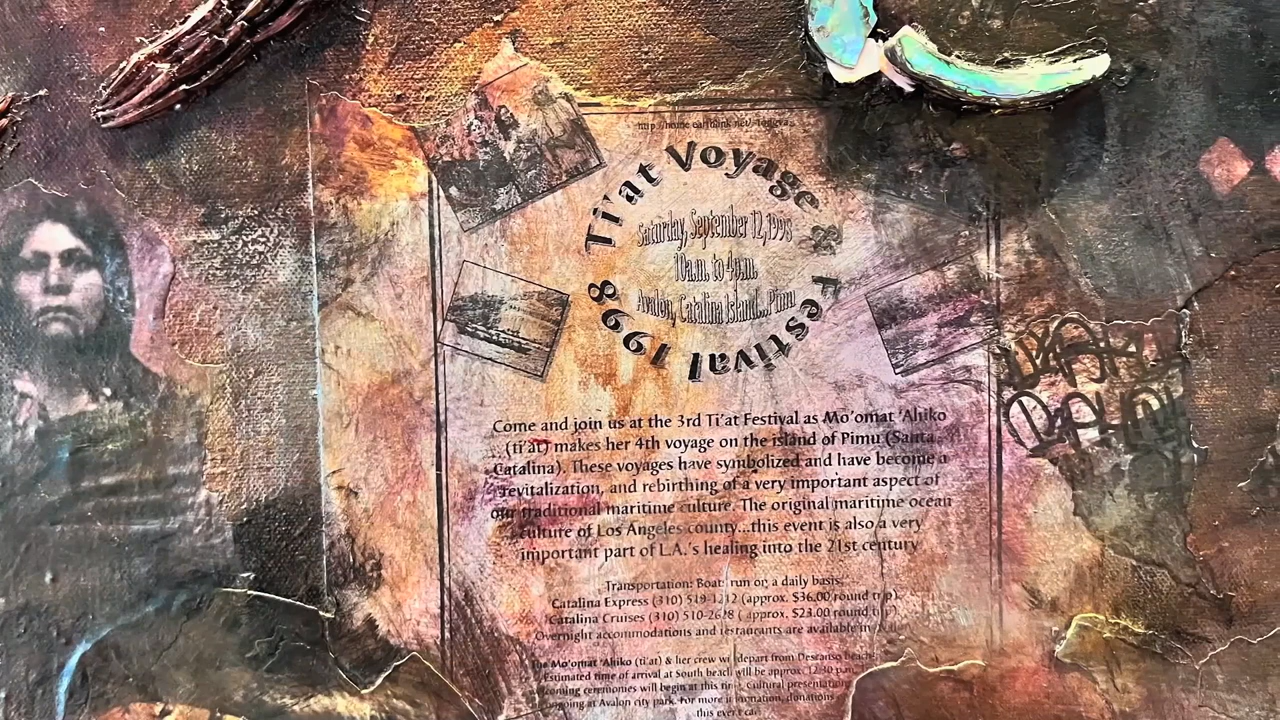 Ti'at Voyage & Festival 1998
Saturday, September 12, 1998
10a.m. to 4p.m.
Avalon, Catalina Island...Pimu
Come and join us at the 3rd Ti'at Festival as Mo'omat 'Ahiko
(ti'at) makes her 4th voyage on the island of Pimu (Santa
Catalina). These voyages have symbolized and have become a
revitalization, and rebirthing of a very important aspect of
our traditional maritime culture. The original maritime ocean
culture of Los Angeles county...this event is also a very
important part of L.A.'s healing into the 21st century
Transportation: Boats run on a daily basis.
Catalina Express (310) 519-1212 (approx. $36.00 round trip).
Catalina Cruises (310) 510-2628 ( approx. $23.00 round trip).
Overnight accommodations and restaurants are available in
The Mo'omat 'Ahiko (ti'at) & her crew will depart from Descanso beach
Estimated time of arrival at South beach will be approx. 12:30 p.m.
welcoming ceremonies will begin at this time. Cultural presentations
ongoing at Avalon city park. For more information, donations
this event